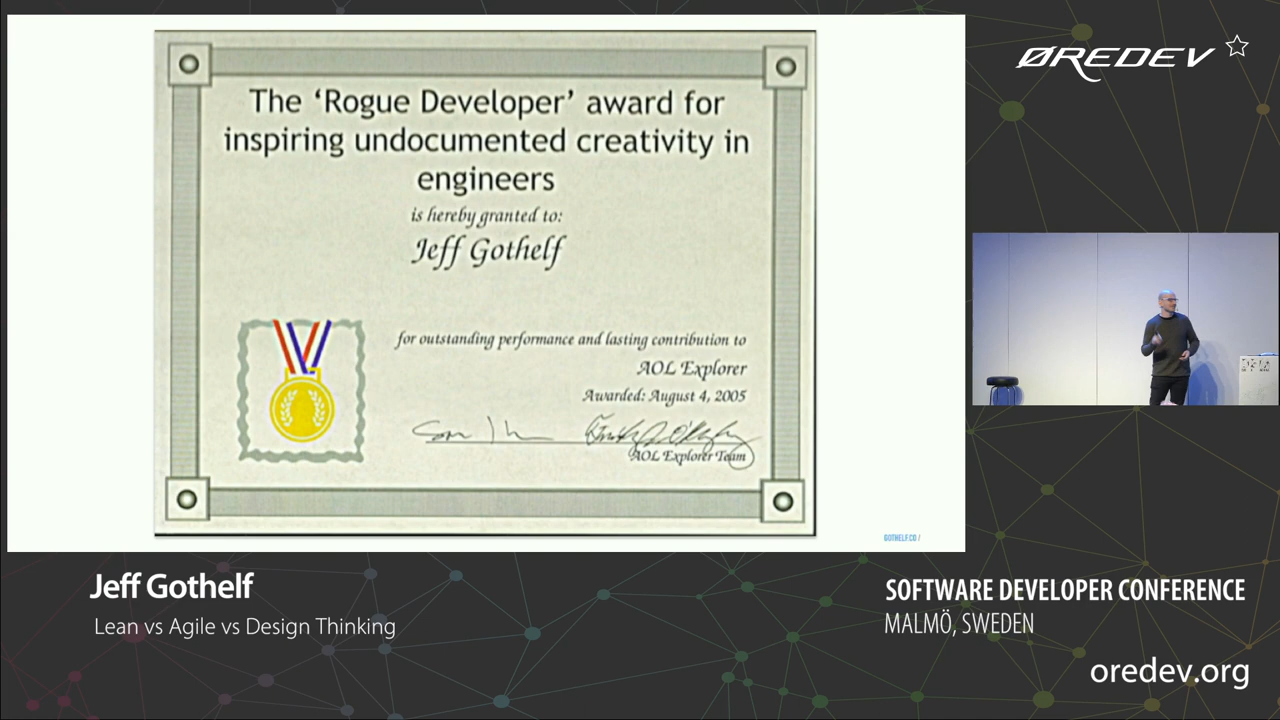 The ‘Rogue Developer’ award for
inspiring undocumented creativity in
engineers
is hereby granted to:
Jeff Gothelf
for outstanding performance and lasting contribution to
AOL Explorer
Awarded: August 4, 2005
AOL Explorer Team
GOTHELF.CO /
ØREDEV
Jeff Gothelf
Lean vs Agile vs Design Thinking
SOFTWARE DEVELOPER CONFERENCE
MALMÖ, SWEDEN
oredev.org